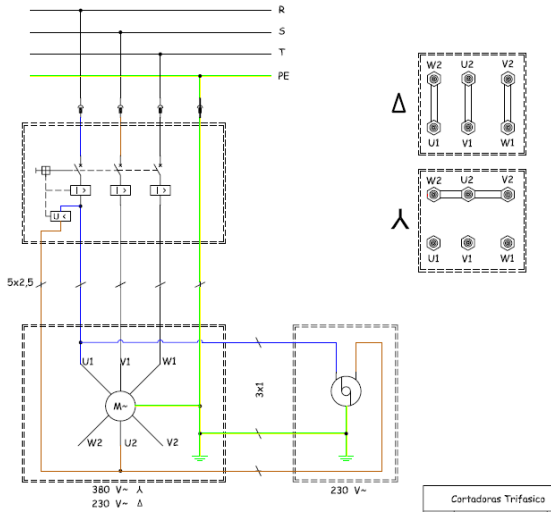 R
S
T
PE
W2 U2 V2
Δ
U1 V1 W1
W2 U2 V2
U1 V1 W1
I > I > I >
U <
5x2,5
U1 V1 W1
M~
3x1
W2 U2 V2
380 V~ ⅄
230 V~ Δ
230 V~
Cortadoras Trifasico